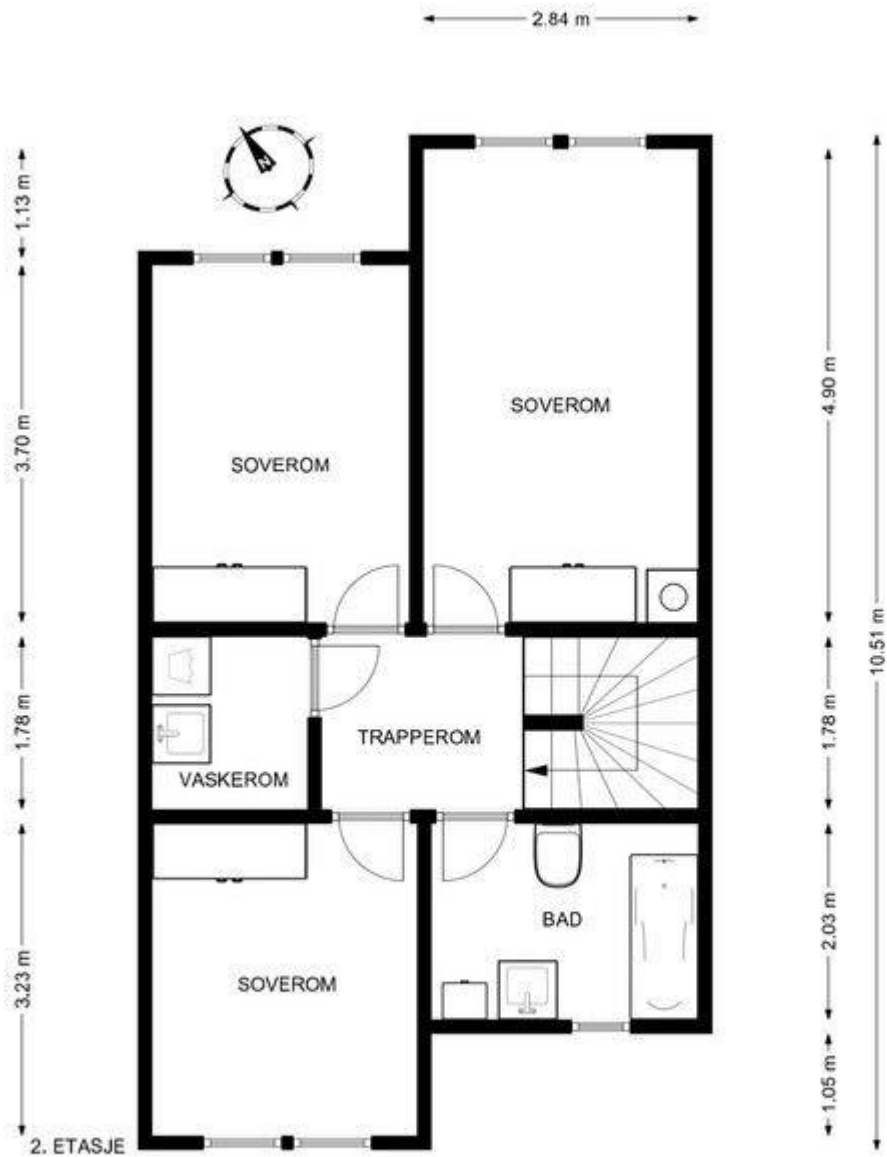 2.84 m
N
1.13 m
3.70 m
4.90 m
SOVEROM
SOVEROM
10.51 m
1.78 m
1.78 m
TRAPPEROM
VASKEROM
BAD
2.03 m
3.23 m
SOVEROM
1.05 m
2. ETASJE